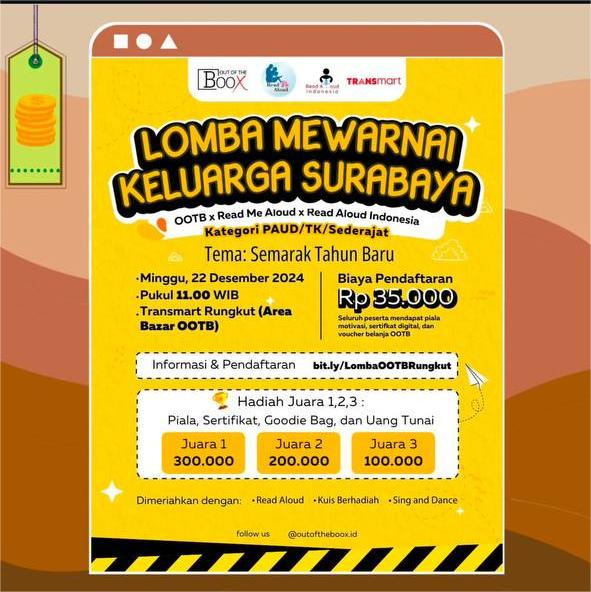 OUT OF THE
BOOX
Read Me
Aloud
Read Aloud
Indonesia
TRANSmart
LOMBA MEWARNAI
KELUARGA SURABAYA
OOTB x Read Me Aloud x Read Aloud Indonesia
Kategori PAUD/TK/Sederajat
Tema: Semarak Tahun Baru
•Minggu, 22 Desember 2024
•Pukul 11.00 WIB
•Transmart Rungkut (Area
Bazar OOTB)
Biaya Pendaftaran
Rp 35.000
Seluruh peserta mendapat piala
motivasi, sertifkat digital, dan
voucher belanja OOTB
Informasi & Pendaftaran bit.ly/LombaOOTBRungkut
Hadiah Juara 1,2,3 :
Piala, Sertifikat, Goodie Bag, dan Uang Tunai
Juara 1
300.000
Juara 2
200.000
Juara 3
100.000
Dimeriahkan dengan: •Read Aloud •Kuis Berhadiah •Sing and Dance
follow us @outoftheboox.id